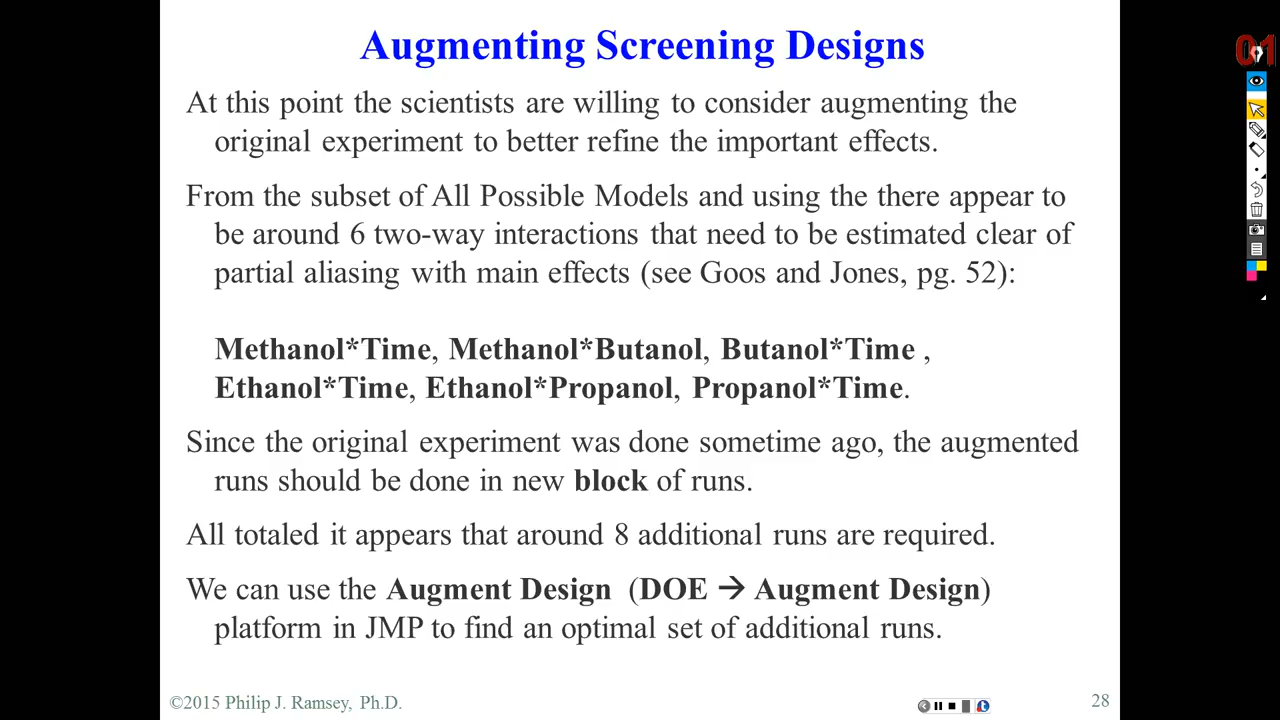 Augmenting Screening Designs
01
At this point the scientists are willing to consider augmenting the
original experiment to better refine the important effects.
From the subset of All Possible Models and using the there appear to
be around 6 two-way interactions that need to be estimated clear of
partial aliasing with main effects (see Goos and Jones, pg. 52):
Methanol*Time, Methanol*Butanol, Butanol*Time ,
Ethanol*Time, Ethanol*Propanol, Propanol*Time.
Since the original experiment was done sometime ago, the augmented
runs should be done in new block of runs.
All totaled it appears that around 8 additional runs are required.
We can use the Augment Design (DOE → Augment Design)
platform in JMP to find an optimal set of additional runs.
©2015 Philip J. Ramsey, Ph.D.
28